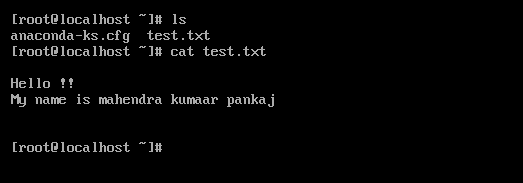 [root@localhost ~]# ls
anaconda-ks.cfg  test.txt
[root@localhost ~]# cat test.txt
Hello !!
My name is mahendra kumaar pankaj
[root@localhost ~]#